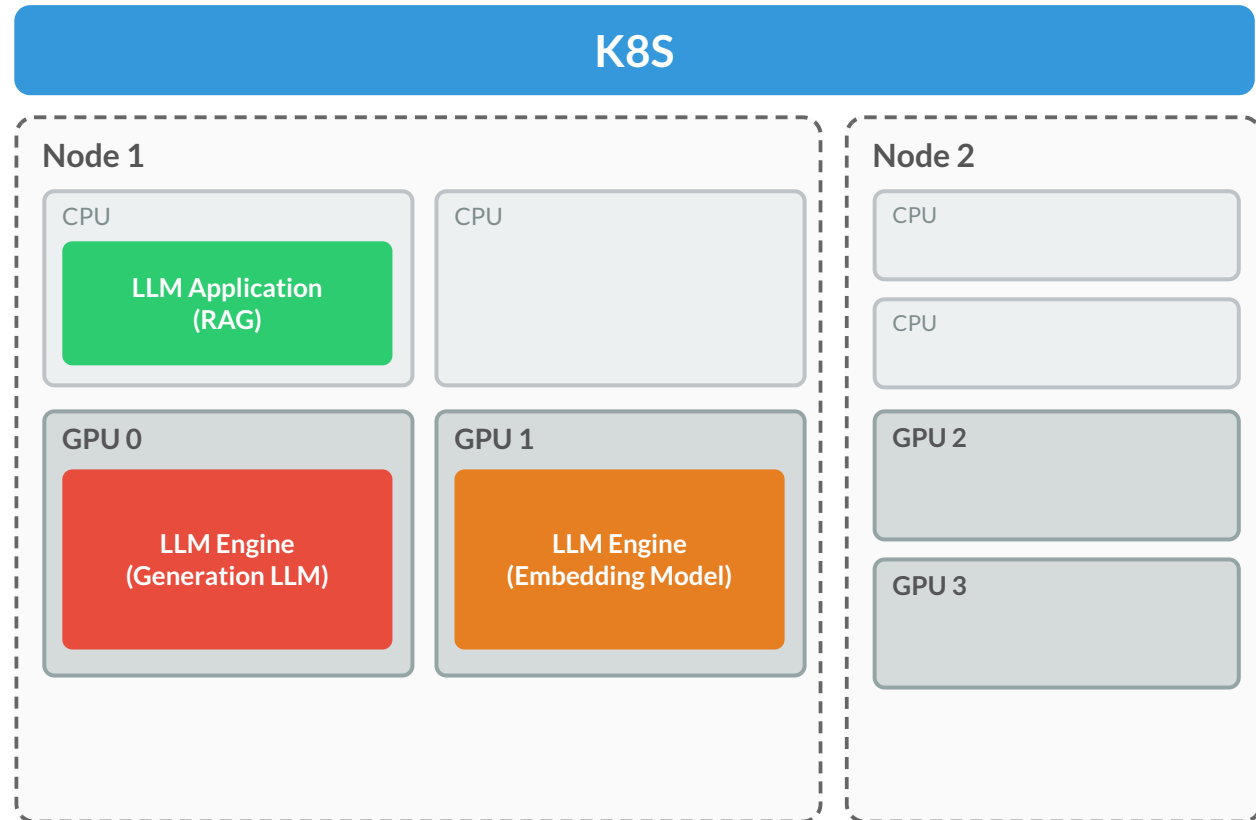 K8S
Node 1
CPU
LLM Application
(RAG)
CPU
GPU 0
LLM Engine
(Generation LLM)
GPU 1
LLM Engine
(Embedding Model)
Node 2
CPU
CPU
GPU 2
GPU 3